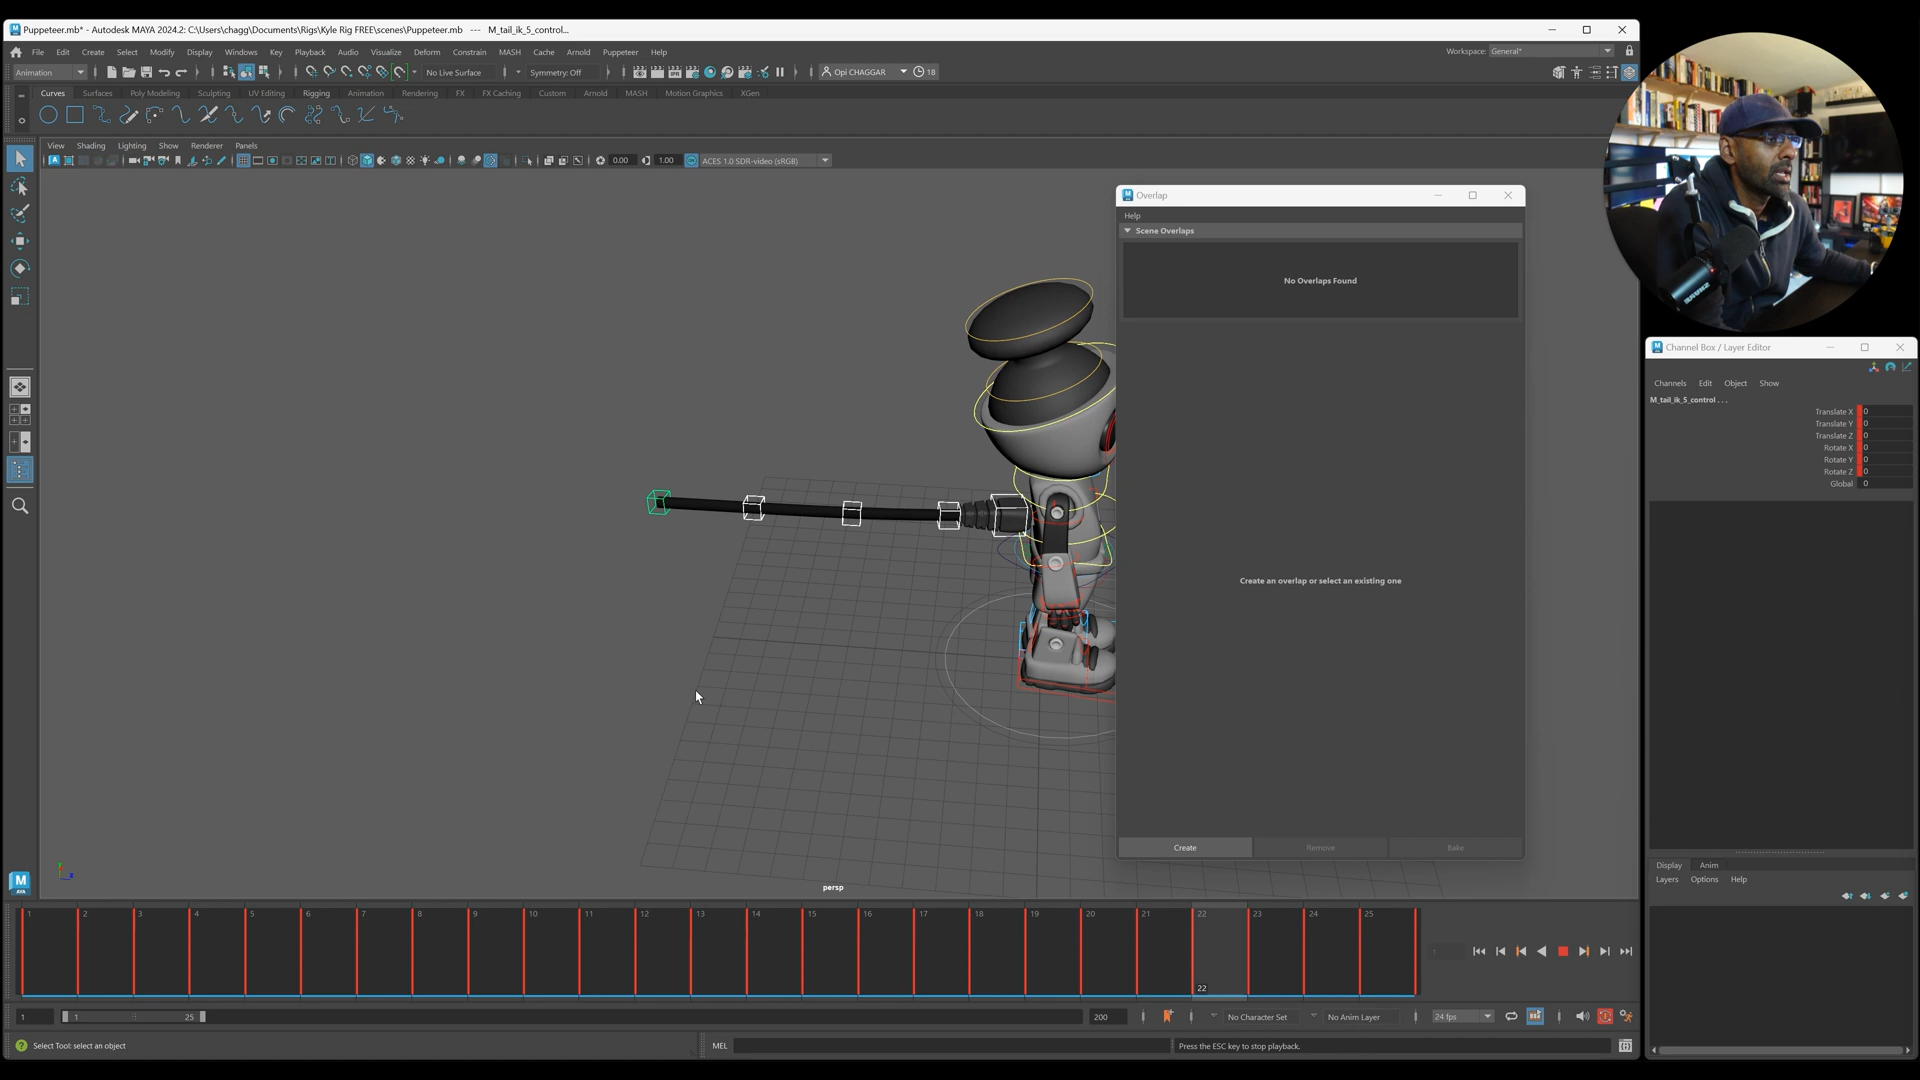 Puppeteer.mb* - Autodesk MAYA 2024.2: C:\Users\chagg\Documents\Rigs\Kyle Rig FREE\scenes\Puppeteer.mb --- M_tail_ik_5_control...
File Edit Create Select Modify Display Windows Key Playback Audio Visualize Deform Constrain MASH Cache Arnold Puppeteer Help
Workspace: General*
Animation
No Live Surface
Symmetry: Off
Opi CHAGGAR
18
Curves Surfaces Poly Modeling Sculpting UV Editing Rigging Animation Rendering FX FX Caching Custom Arnold MASH Motion Graphics XGen
View Shading Lighting Show Renderer Panels
0.00
1.00
ACES 1.0 SDR-video (sRGB)
Overlap
Help
Scene Overlaps
No Overlaps Found
Create an overlap or select an existing one
Create
Remove
Bake
persp
Channel Box / Layer Editor
Channels Edit Object Show
M_tail_ik_5_control . . .
Translate X 0
Translate Y 0
Translate Z 0
Rotate X 0
Rotate Y 0
Rotate Z 0
Global 0
Display Anim
Layers Options Help
1 2 3 4 5 6 7 8 9 10 11 12 13 14 15 16 17 18 19 20 21 22 23 24 25
22
1
1
25
200
No Character Set
No Anim Layer
24 fps
Select Tool: select an object
MEL
Press the ESC key to stop playback.